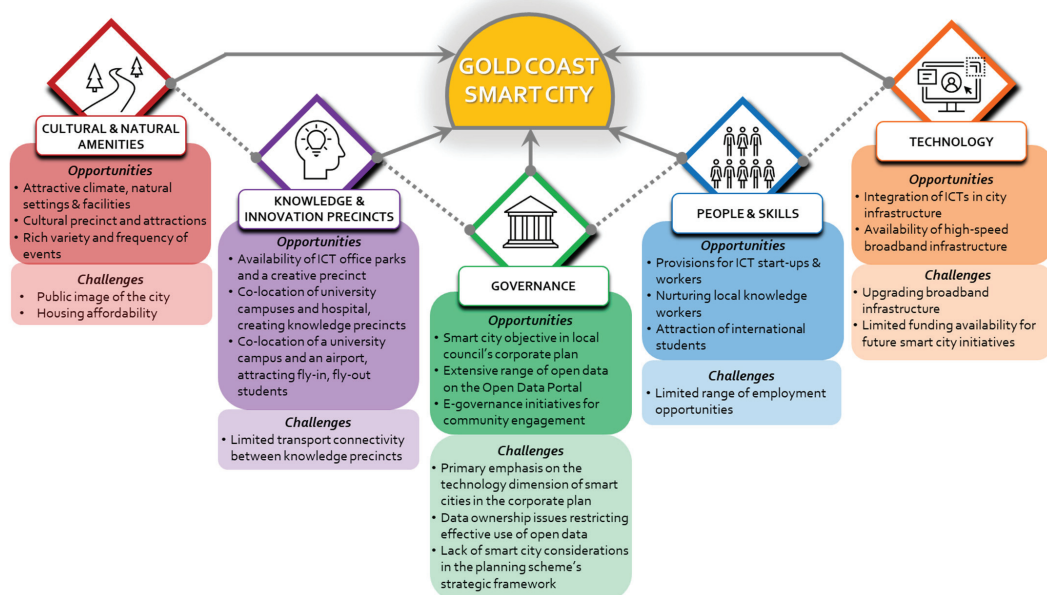 GOLD COAST
SMART CITY
CULTURAL & NATURAL
AMENITIES
Opportunities
• Attractive climate, natural
settings & facilities
• Cultural precinct and attractions
• Rich variety and frequency of
events
Challenges
• Public image of the city
• Housing affordability
KNOWLEDGE &
INNOVATION PRECINCTS
Opportunities
• Availability of ICT office parks
and a creative precinct
• Co-location of university
campuses and hospital,
creating knowledge precincts
• Co-location of a university
campus and an airport,
attracting fly-in, fly-out
students
Challenges
• Limited transport connectivity
between knowledge precincts
GOVERNANCE
Opportunities
• Smart city objective in local
council's corporate plan
• Extensive range of open data
on the Open Data Portal
• E-governance initiatives for
community engagement
Challenges
• Primary emphasis on the
technology dimension of smart
cities in the corporate plan
• Data ownership issues restricting
effective use of open data
• Lack of smart city considerations
in the planning scheme's
strategic framework
PEOPLE & SKILLS
Opportunities
• Provisions for ICT start-ups &
workers
• Nurturing local knowledge
workers
• Attraction of international
students
Challenges
• Limited range of employment
opportunities
TECHNOLOGY
Opportunities
• Integration of ICTs in city
infrastructure
• Availability of high-speed
broadband infrastructure
Challenges
• Upgrading broadband
infrastructure
• Limited funding availability for
future smart city initiatives